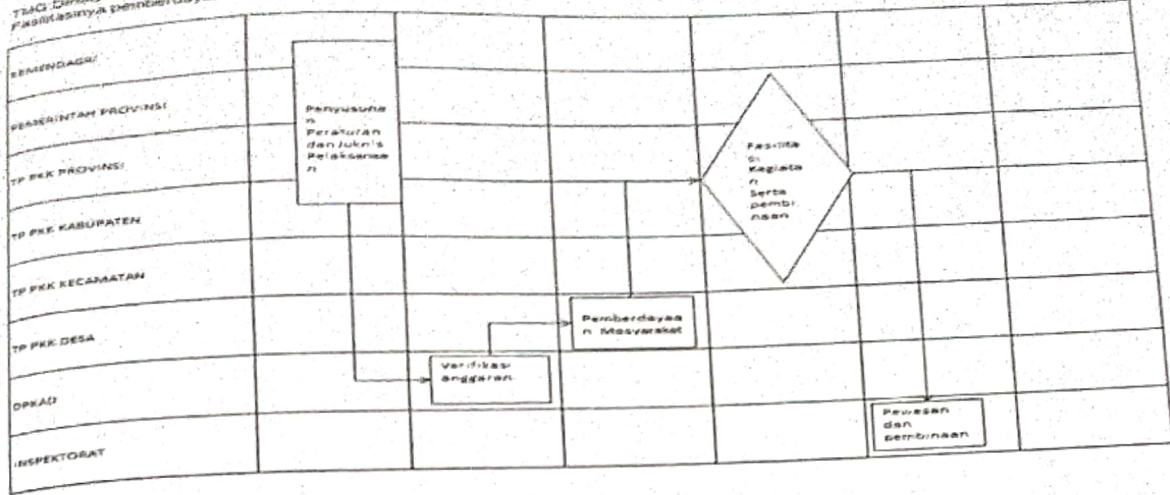 Fasilitasinya
KEMENDAGRI
PEMERINTAH PROVINSI
TP PKK PROVINSI
TP PKK KABUPATEN
TP PKK KECAMATAN
TP PKK DESA
DPKAD
INSPEKTORAT
Penyusuna
n
Peraturan
dan Juknis
Pelaksanaa
n
Verifikasi
anggaran
Pemberdayaa
n Masyarakat
Fasilita
si
Kegiata
n
Serta
pembi
naan
Pewasan
dan
pembinaan